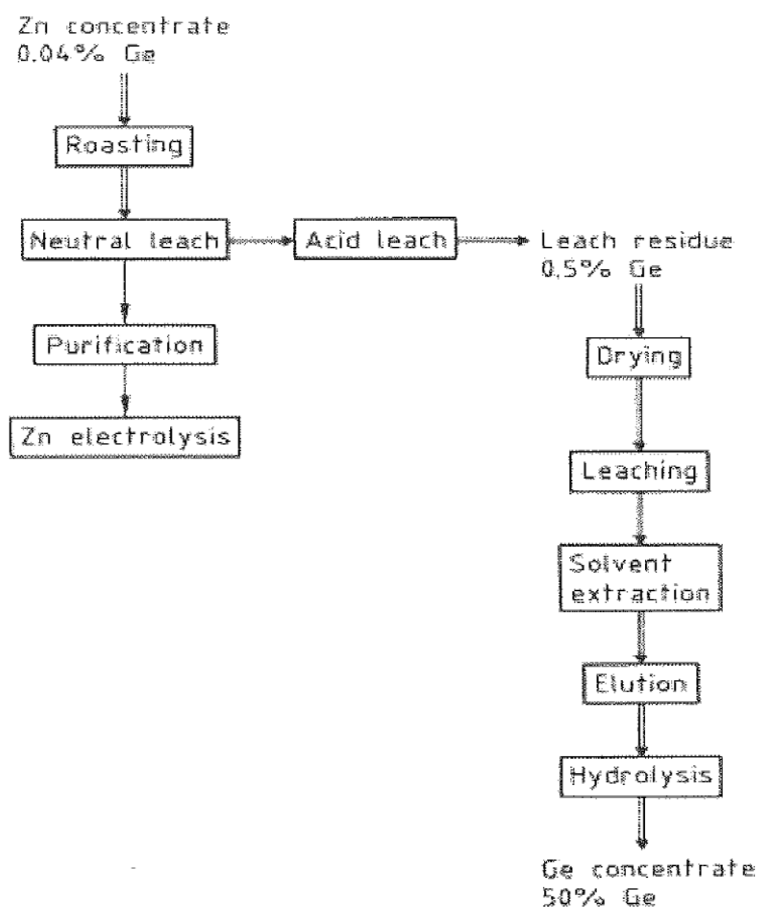 Zn concentrate
0.04% Ge
Roasting
Neutral leach
Acid leach
Leach residue
0.5% Ge
Purification
Drying
Zn electrolysis
Leaching
Solvent
extraction
Elution
Hydrolysis
Ge concentrate
50% Ge